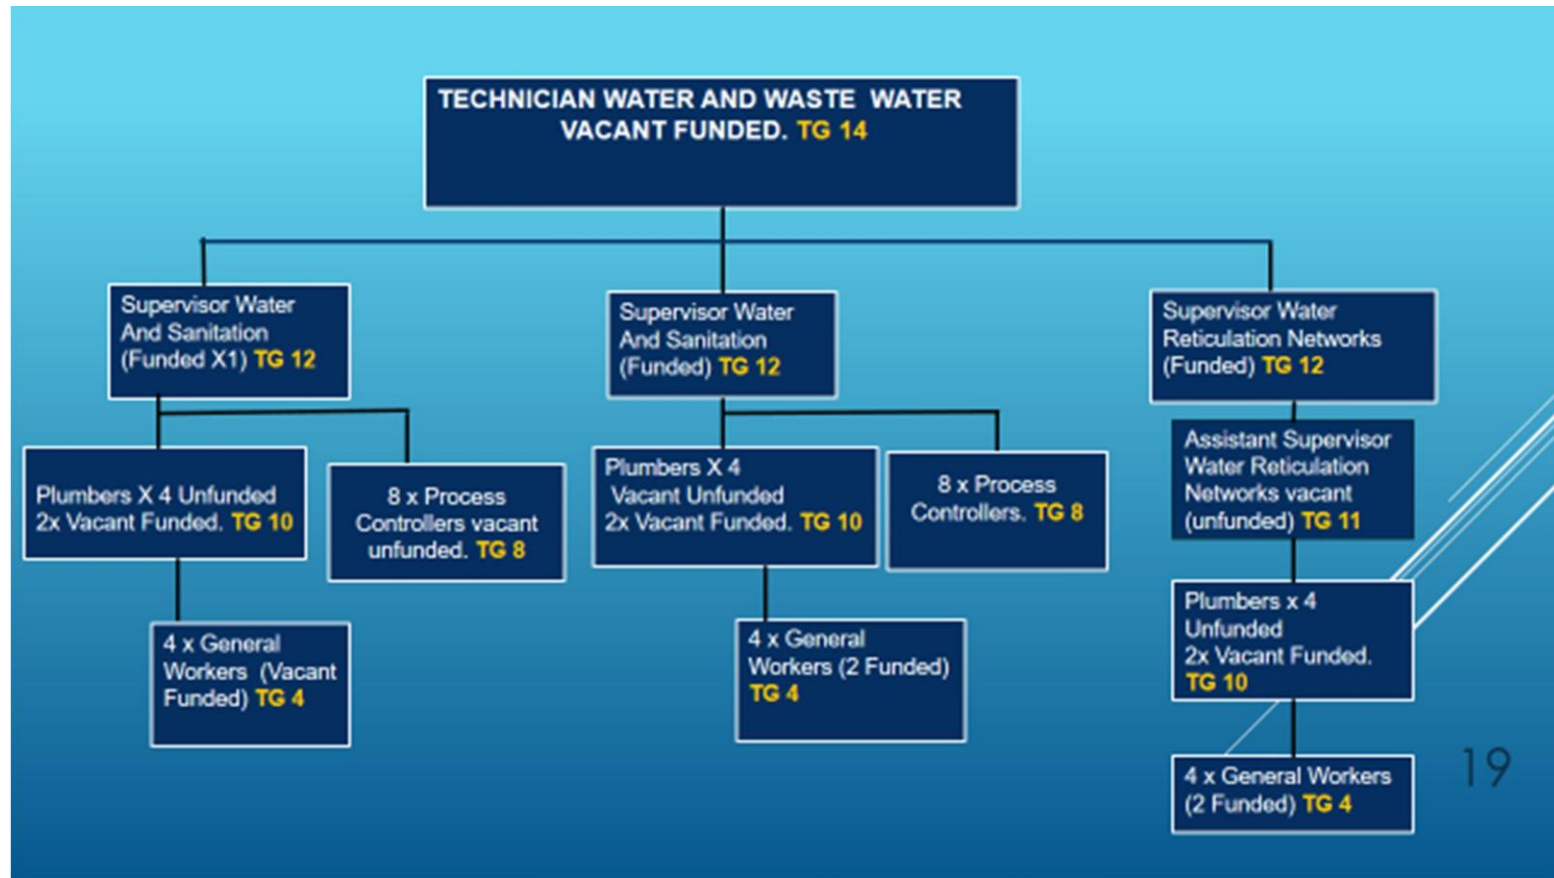 TECHNICIAN WATER AND WASTE WATER
VACANT FUNDED. TG 14
Supervisor Water
And Sanitation
(Funded X1) TG 12
Supervisor Water
And Sanitation
(Funded) TG 12
Supervisor Water
Reticulation Networks
(Funded) TG 12
Plumbers X 4 Unfunded
2x Vacant Funded. TG 10
8 x Process
Controllers vacant
unfunded. TG 8
Plumbers X 4
Vacant Unfunded
2x Vacant Funded. TG 10
8 x Process
Controllers. TG 8
Assistant Supervisor
Water Reticulation
Networks vacant
(unfunded) TG 11
4 x General
Workers (Vacant
Funded) TG 4
4 x General
Workers (2 Funded)
TG 4
Plumbers x 4
Unfunded
2x Vacant Funded.
TG 10
4 x General Workers
(2 Funded) TG 4
19